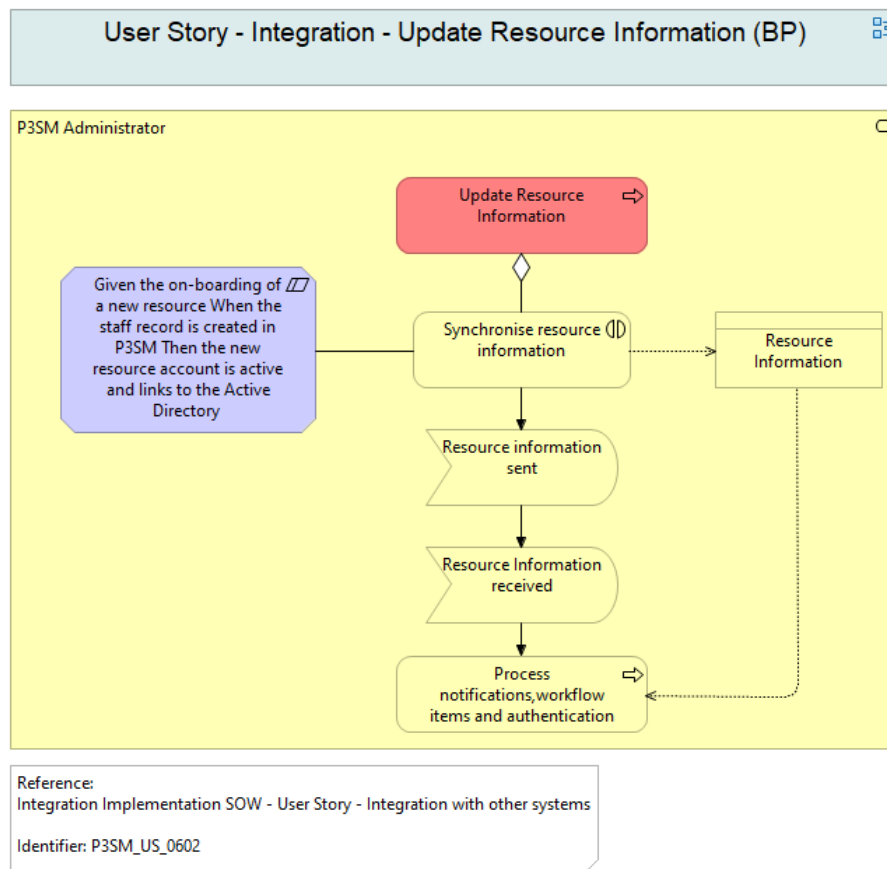 User Story - Integration - Update Resource Information (BP)
P3SM Administrator
Update Resource
Information
Given the on-boarding of
a new resource When the
staff record is created in
P3SM Then the new
resource account is active
and links to the Active
Directory
Synchronise resource
information
Resource
Information
Resource information
sent
Resource Information
received
Process
notifications,workflow
items and authentication
Reference:
Integration Implementation SOW - User Story - Integration with other systems
Identifier: P3SM_US_0602